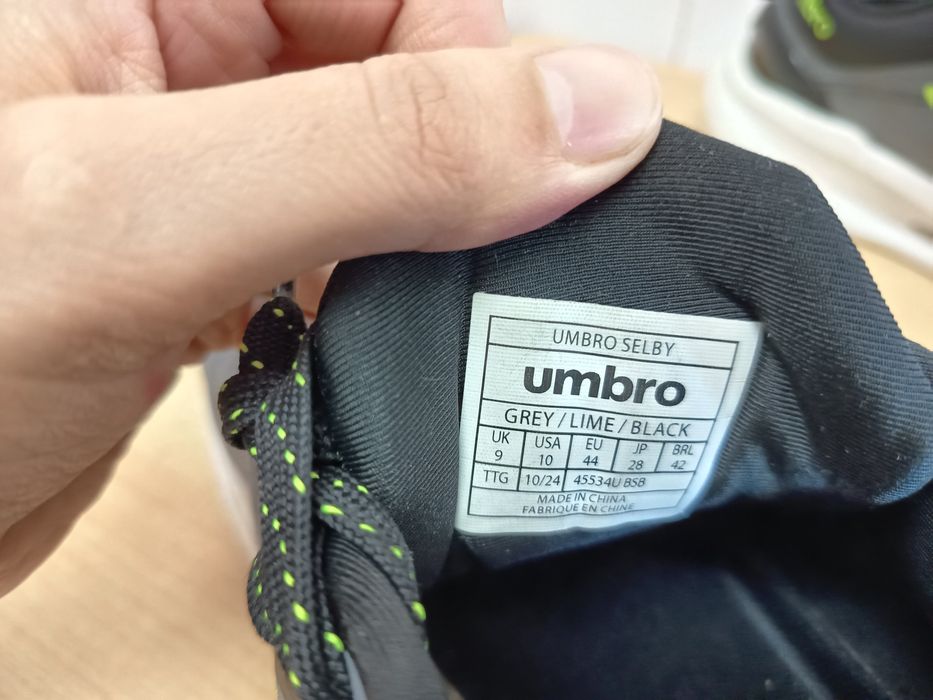 UMBRO SELBY
umbro
GREY / LIME / BLACK
UK USA EU JP BRL
9 10 44 28 42
TTG 10/24 45534U BSB
MADE IN CHINA
FABRIQUE EN CHINE